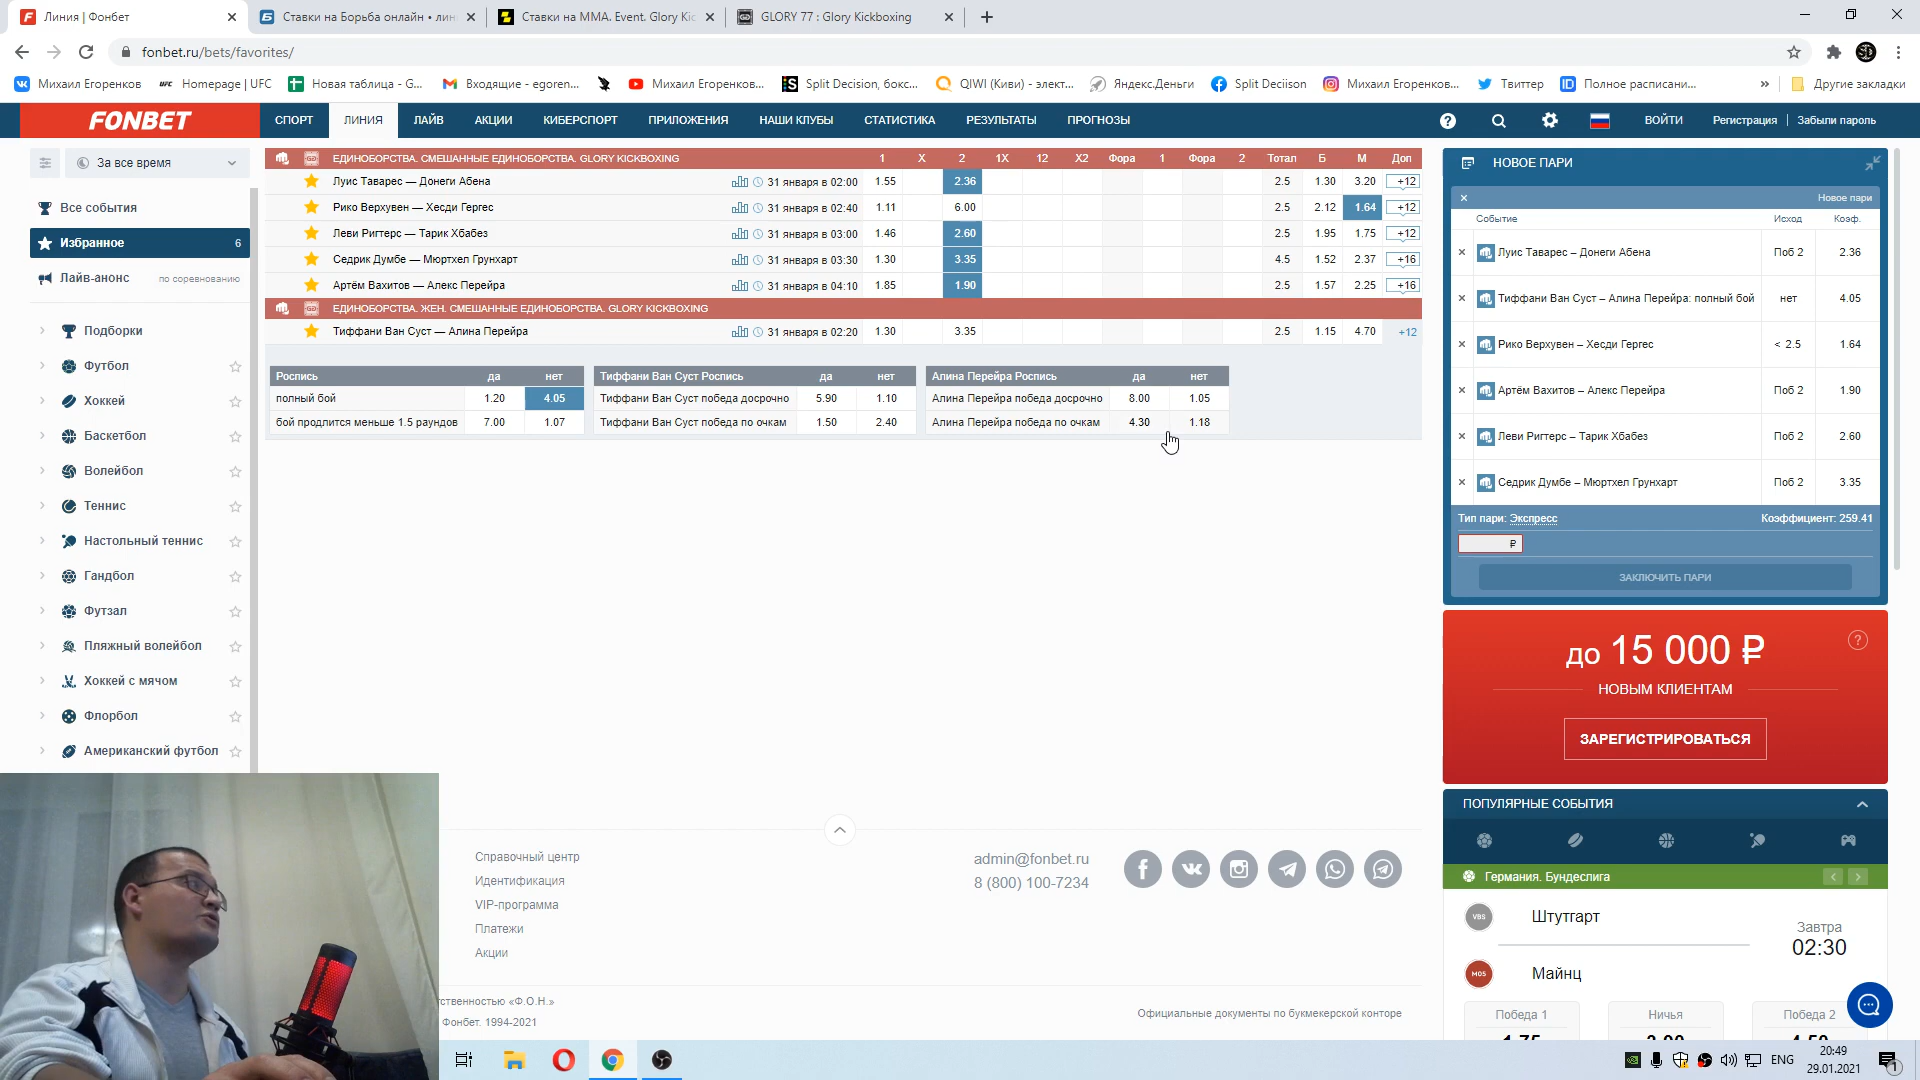 Линия | Фонбет
Ставки на Борьба онлайн • лин
Ставки на ММА. Event. Glory Kic
GLORY 77 : Glory Kickboxing
fonbet.ru/bets/favorites/
Михаил Егоренков
Homepage | UFC
Новая таблица - G...
Входящие - egoren...
Михаил Егоренков...
Split Decision, бокс...
QIWI (Киви) - элект...
Яндекс.Деньги
Split Deciison
Михаил Егоренков...
Твиттер
Полное расписани...
»
Другие закладки
FONBET
СПОРТ ЛИНИЯ ЛАЙВ АКЦИИ КИБЕРСПОРТ ПРИЛОЖЕНИЯ НАШИ КЛУБЫ СТАТИСТИКА РЕЗУЛЬТАТЫ ПРОГНОЗЫ
ВОЙТИ Регистрация Забыли пароль
За все время
Все события
Избранное 6
Лайв-анонс по соревнованию
Подборки
Футбол
Хоккей
Баскетбол
Волейбол
Теннис
Настольный теннис
Гандбол
Футзал
Пляжный волейбол
Хоккей с мячом
Флорбол
Американский футбол
ЕДИНОБОРСТВА. СМЕШАННЫЕ ЕДИНОБОРСТВА. GLORY KICKBOXING 1 X 2 1X 12 X2 Фора 1 Фора 2 Тотал Б М Доп
Луис Таварес — Донеги Абена 31 января в 02:00 1.55 2.36 2.5 1.30 3.20 +12
Рико Верхувен — Хесди Гергес 31 января в 02:40 1.11 6.00 2.5 2.12 1.64 +12
Леви Ригтерс — Тарик Хбабез 31 января в 03:00 1.46 2.60 2.5 1.95 1.75 +12
Седрик Думбе — Мюртхел Грунхарт 31 января в 03:30 1.30 3.35 4.5 1.52 2.37 +16
Артём Вахитов — Алекс Перейра 31 января в 04:10 1.85 1.90 2.5 1.57 2.25 +16
ЕДИНОБОРСТВА. ЖЕН. СМЕШАННЫЕ ЕДИНОБОРСТВА. GLORY KICKBOXING
Тиффани Ван Суст — Алина Перейра 31 января в 02:20 1.30 3.35 2.5 1.15 4.70 +12
Роспись да нет
полный бой 1.20 4.05
бой продлится меньше 1.5 раундов 7.00 1.07
Тиффани Ван Суст Роспись да нет
Тиффани Ван Суст победа досрочно 5.90 1.10
Тиффани Ван Суст победа по очкам 1.50 2.40
Алина Перейра Роспись да нет
Алина Перейра победа досрочно 8.00 1.05
Алина Перейра победа по очкам 4.30 1.18
НОВОЕ ПАРИ
Новое пари
Событие Исход Коэф.
Луис Таварес – Донеги Абена Поб 2 2.36
Тиффани Ван Суст – Алина Перейра: полный бой нет 4.05
Рико Верхувен – Хесди Гергес < 2.5 1.64
Артём Вахитов – Алекс Перейра Поб 2 1.90
Леви Ригтерс – Тарик Хбабез Поб 2 2.60
Седрик Думбе – Мюртхел Грунхарт Поб 2 3.35
Тип пари: Экспресс Коэффициент: 259.41
₽
ЗАКЛЮЧИТЬ ПАРИ
до 15 000 ₽
НОВЫМ КЛИЕНТАМ
ЗАРЕГИСТРИРОВАТЬСЯ
ПОПУЛЯРНЫЕ СОБЫТИЯ
Германия. Бундеслига
VBS Штутгарт
Завтра
02:30
MOS Майнц
Победа 1 Ничья Победа 2
Справочный центр
Идентификация
VIP-программа
Платежи
Акции
admin@fonbet.ru
8 (800) 100-7234
тственностью «Ф.О.Н.»
Фонбет. 1994-2021
Официальные документы по букмекерской конторе
ENG
20:49
29.01.2021
1